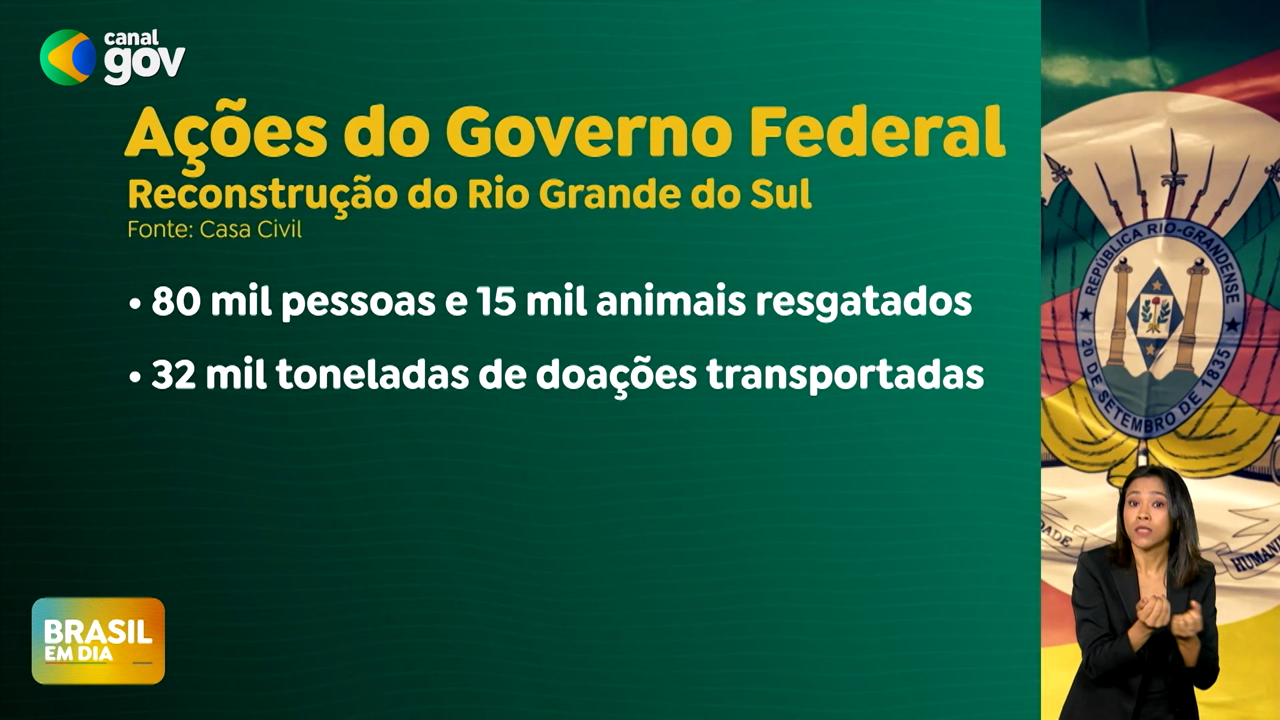 canal
gov
Ações do Governo Federal
Reconstrução do Rio Grande do Sul
Fonte: Casa Civil
• 80 mil pessoas e 15 mil animais resgatados
• 32 mil toneladas de doações transportadas
REPÚBLICA RIO-GRANDENSE
20 DE SETEMBRO DE 1835
DADE
HUMANI
BRASIL
EM DIA